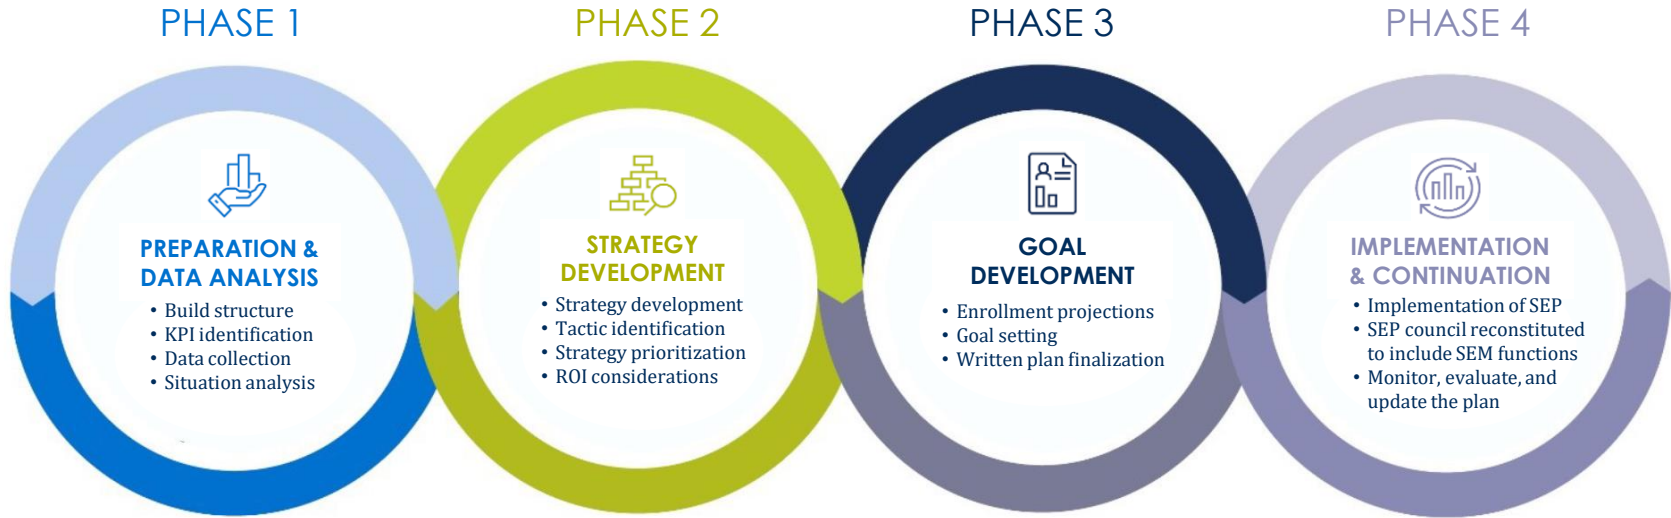 PHASE 1
PREPARATION &
DATA ANALYSIS
• Build structure
• KPI identification
• Data collection
• Situation analysis
PHASE 2
STRATEGY
DEVELOPMENT
• Strategy development
• Tactic identification
• Strategy prioritization
• ROI considerations
PHASE 3
GOAL
DEVELOPMENT
• Enrollment projections
• Goal setting
• Written plan finalization
PHASE 4
IMPLEMENTATION
& CONTINUATION
• Implementation of SEP
• SEP council reconstituted
to include SEM functions
• Monitor, evaluate, and
update the plan